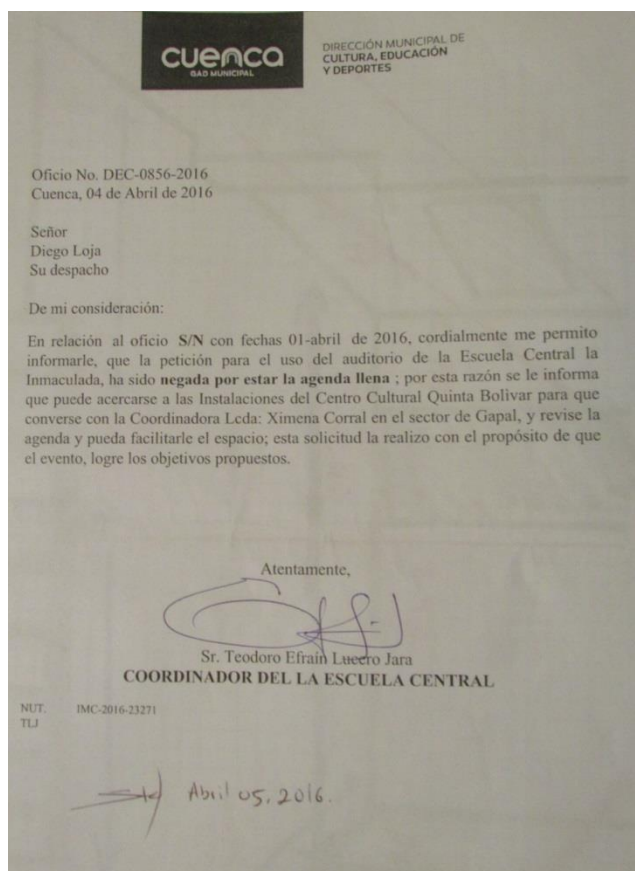 cuenca
GAD MUNICIPAL
DIRECCIÓN MUNICIPAL DE
CULTURA, EDUCACIÓN
Y DEPORTES
Oficio No. DEC-0856-2016
Cuenca, 04 de Abril de 2016
Señor
Diego Loja
Su despacho
De mi consideración:
En relación al oficio S/N con fechas 01-abril de 2016, cordialmente me permito
informarle, que la petición para el uso del auditorio de la Escuela Central la
Inmaculada, ha sido negada por estar la agenda llena ; por esta razón se le informa
que puede acercarse a las Instalaciones del Centro Cultural Quinta Bolivar para que
converse con la Coordinadora Lcda: Ximena Corral en el sector de Gapal, y revise la
agenda y pueda facilitarle el espacio; esta solicitud la realizo con el propósito de que
el evento, logre los objetivos propuestos.
Atentamente,
Sr. Teodoro Efraín Lucero Jara
COORDINADOR DEL LA ESCUELA CENTRAL
NUT. IMC-2016-23271
TLJ
Abril 05, 2016.